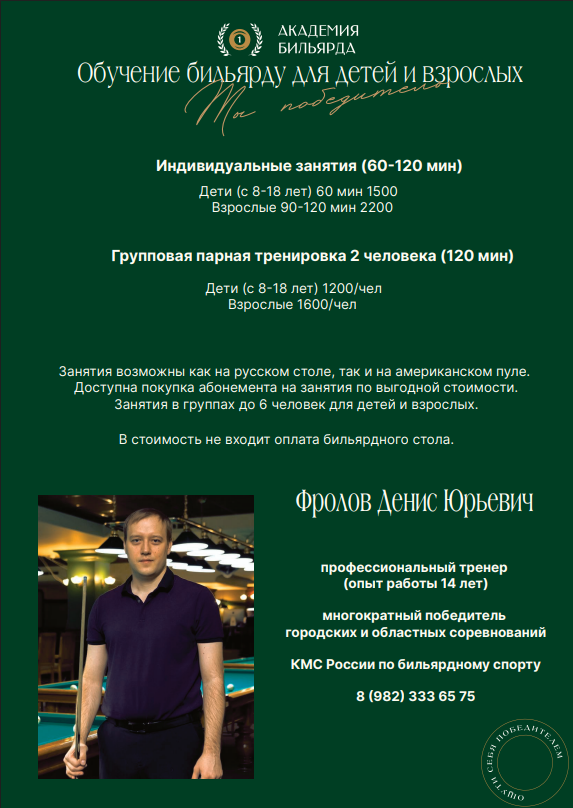 1
АКАДЕМИЯ
БИЛЬЯРДА
Обучение бильярду для детей и взрослых
Ты победитель
Индивидуальные занятия (60-120 мин)
Дети (с 8-18 лет) 60 мин 1500
Взрослые 90-120 мин 2200
Групповая парная тренировка 2 человека (120 мин)
Дети (с 8-18 лет) 1200/чел
Взрослые 1600/чел
Занятия возможны как на русском столе, так и на американском пуле.
Доступна покупка абонемента на занятия по выгодной стоимости.
Занятия в группах до 6 человек для детей и взрослых.
В стоимость не входит оплата бильярдного стола.
Фролов Денис Юрьевич
профессиональный тренер
(опыт работы 14 лет)
многократный победитель
городских и областных соревнований
КМС России по бильярдному спорту
8 (982) 333 65 75
ОЩУТИ СЕБЯ ПОБЕДИТЕЛЕМ